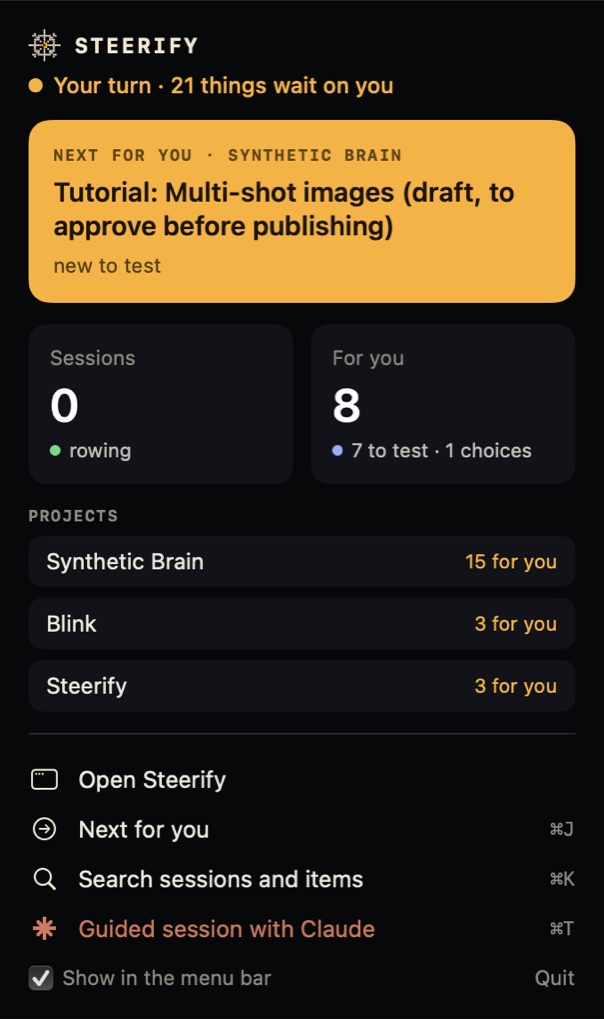 STEERIFY
Your turn · 21 things wait on you
NEXT FOR YOU · SYNTHETIC BRAIN
Tutorial: Multi-shot images (draft, to
approve before publishing)
new to test
Sessions
0
rowing
For you
8
7 to test · 1 choices
PROJECTS
Synthetic Brain 15 for you
Blink 3 for you
Steerify 3 for you
Open Steerify
Next for you ⌘J
Search sessions and items ⌘K
Guided session with Claude ⌘T
Show in the menu bar Quit